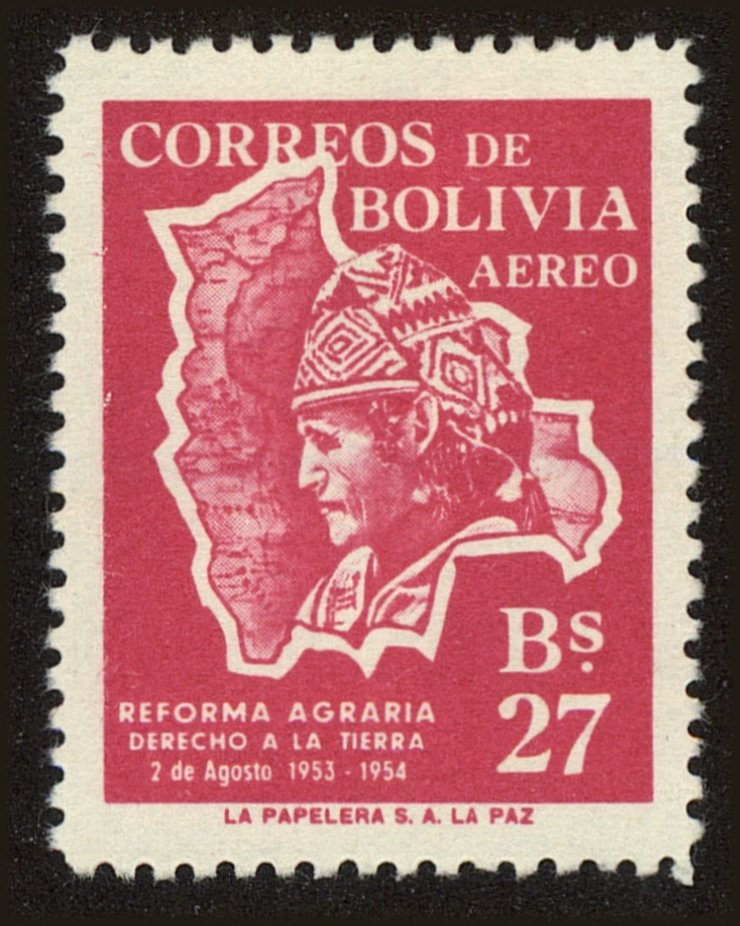 CORREOS DE
BOLIVIA
AEREO
Bs.
27
REFORMA AGRARIA
DERECHO A LA TIERRA
2 de Agosto 1953 - 1954
LA PAPELERA S. A. LA PAZ